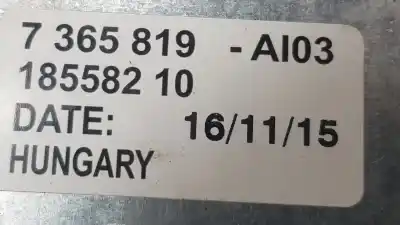 7 365 819 - AI03
185582 10
DATE: 16/11/15
HUNGARY